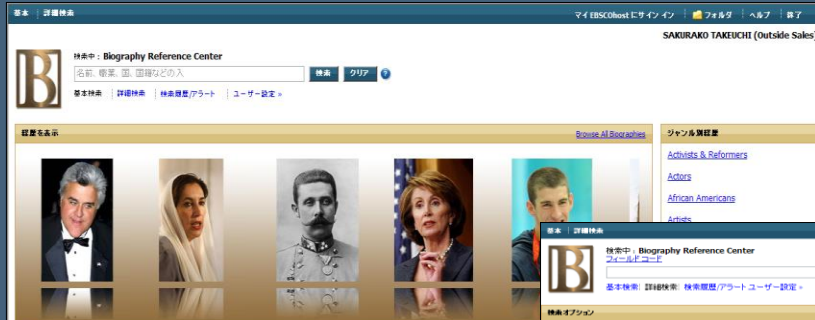 基本 | 詳細検索
マイ EBSCOhost にサイン イン フォルダ ヘルプ 終了
SAKURAKO TAKEUCHI (Outside Sales)
B
検索中 : Biography Reference Center
名前、職業、国、国籍などの入
検索 クリア ?
基本検索 | 詳細検索 | 検索履歴/アラート | ユーザー設定 »
経歴を表示
Browse All Biographies
ジャンル別経歴
Activists & Reformers
Actors
African Americans
Artists
基本 | 詳細検索
B
検索中 : Biography Reference Center
フィールド コード
基本検索 | 詳細検索 | 検索履歴/アラート ユーザー設定 »
検索オプション